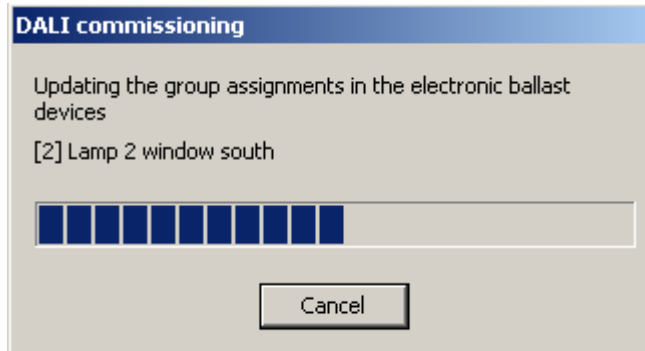 DALI commissioning
Updating the group assignments in the electronic ballast
devices
[2] Lamp 2 window south
Cancel